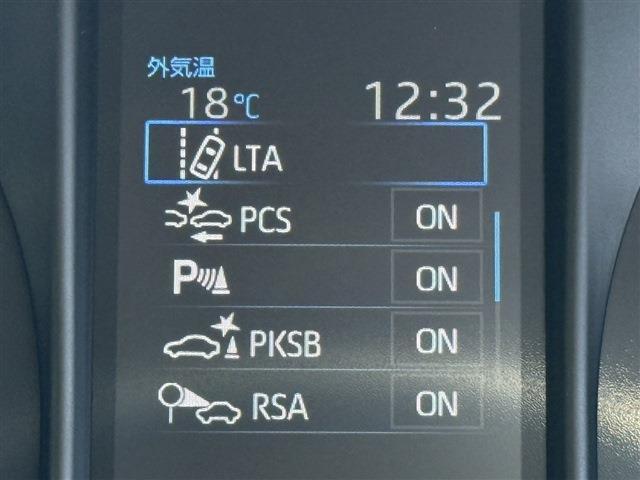 外気温
18℃ 12:32
LTA
PCS ON
P ON
PKSB ON
RSA ON